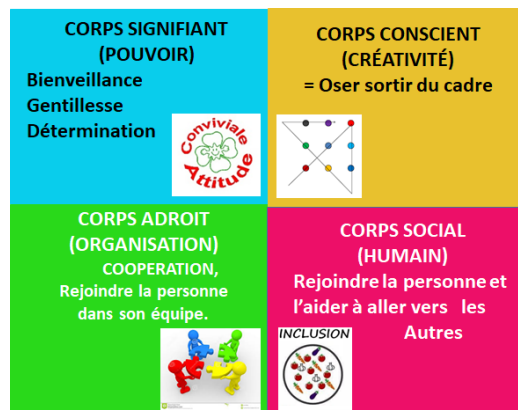 CORPS SIGNIFIANT
(POUVOIR)
Bienveillance
Gentillesse
Détermination
Conviviale
Attitude
CORPS CONSCIENT
(CRÉATIVITÉ)
= Oser sortir du cadre
CORPS ADROIT
(ORGANISATION)
COOPERATION,
Rejoindre la personne
dans son équipe.
CORPS SOCIAL
(HUMAIN)
Rejoindre la personne et
l'aider à aller vers les
Autres
INCLUSION